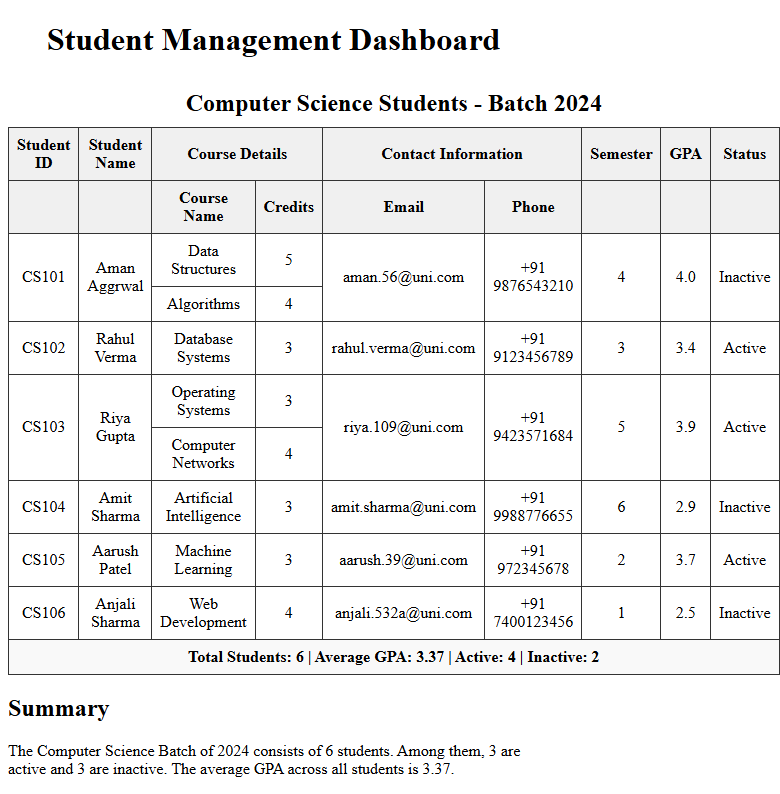 Student Management Dashboard
Computer Science Students - Batch 2024
Student ID Student Name Course Details Contact Information Semester GPA Status
Course Name Credits Email Phone
CS101 Aman Aggrwal Data Structures 5 aman.56@uni.com +91 9876543210 4 4.0 Inactive
Algorithms 4
CS102 Rahul Verma Database Systems 3 rahul.verma@uni.com +91 9123456789 3 3.4 Active
CS103 Riya Gupta Operating Systems 3 riya.109@uni.com +91 9423571684 5 3.9 Active
Computer Networks 4
CS104 Amit Sharma Artificial Intelligence 3 amit.sharma@uni.com +91 9988776655 6 2.9 Inactive
CS105 Aarush Patel Machine Learning 3 aarush.39@uni.com +91 972345678 2 3.7 Active
CS106 Anjali Sharma Web Development 4 anjali.532a@uni.com +91 7400123456 1 2.5 Inactive
Total Students: 6 | Average GPA: 3.37 | Active: 4 | Inactive: 2
Summary
The Computer Science Batch of 2024 consists of 6 students. Among them, 3 are
active and 3 are inactive. The average GPA across all students is 3.37.